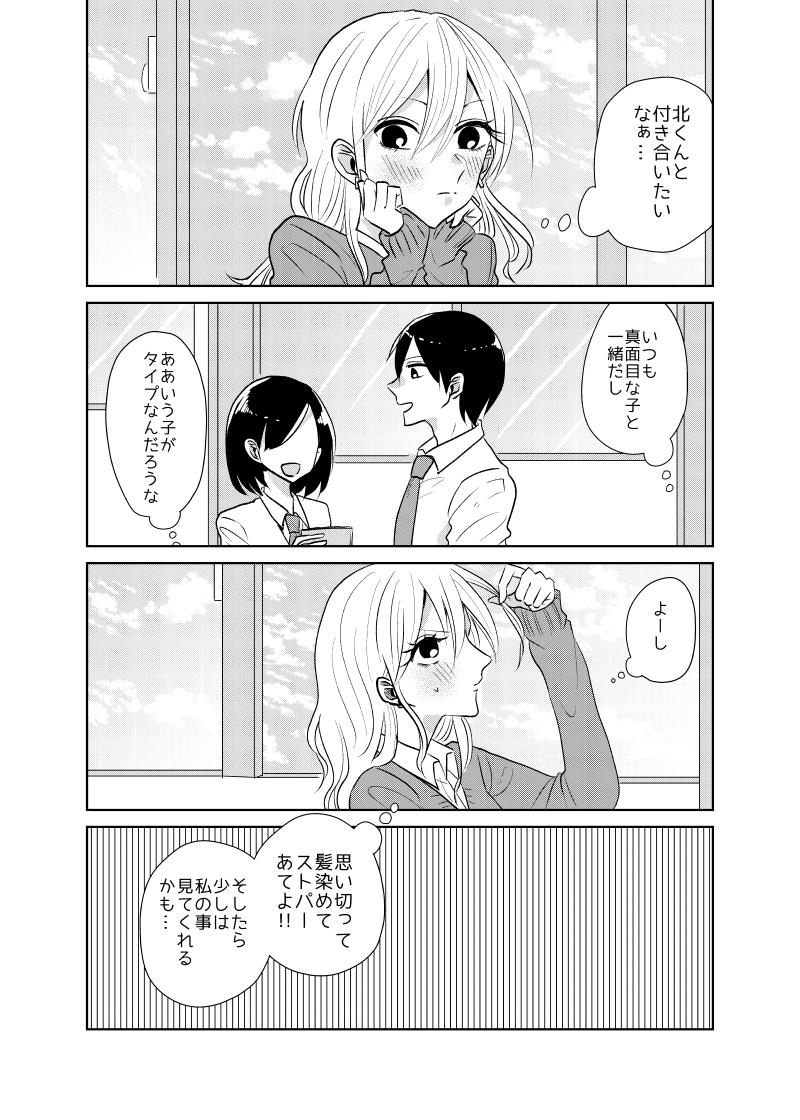 北くんと
付き合いたい
なぁ…
いつも
真面目な子と
一緒だし
ああいう子が
タイプなんだろうな
よーし
思い切って
髪染めて
ストパー
あてよ!!
そしたら
少しは
私の事
見てくれる
かも…